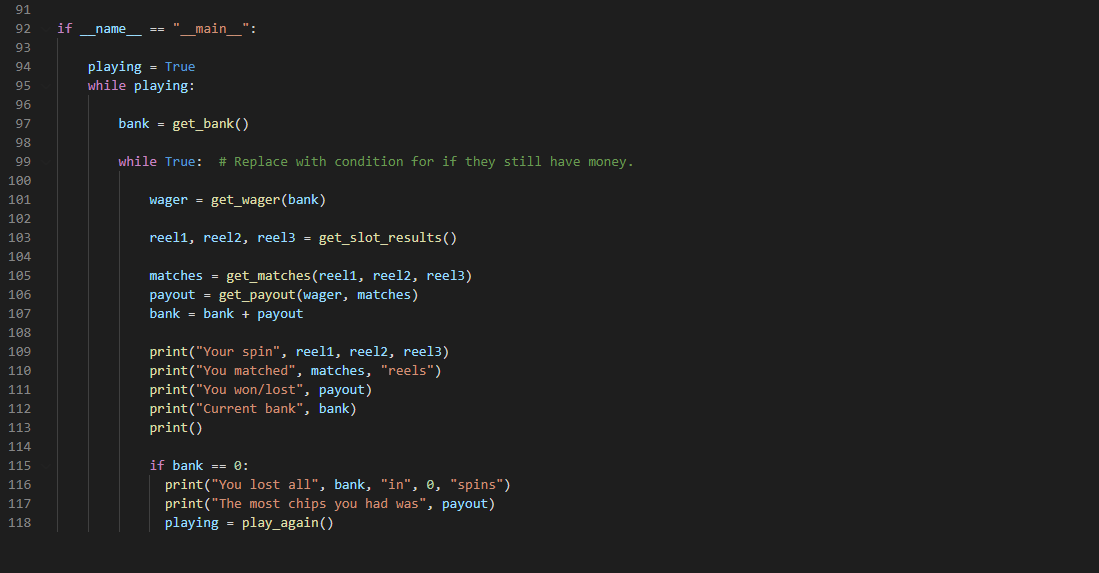 91
92 if __name__ == "__main__":
93
94 playing = True
95 while playing:
96
97 bank = get_bank()
98
99 while True: # Replace with condition for if they still have money.
100
101 wager = get_wager(bank)
102
103 reel1, reel2, reel3 = get_slot_results()
104
105 matches = get_matches(reel1, reel2, reel3)
106 payout = get_payout(wager, matches)
107 bank = bank + payout
108
109 print("Your spin", reel1, reel2, reel3)
110 print("You matched", matches, "reels")
111 print("You won/lost", payout)
112 print("Current bank", bank)
113 print()
114
115 if bank == 0:
116 print("You lost all", bank, "in", 0, "spins")
117 print("The most chips you had was", payout)
118 playing = play_again()